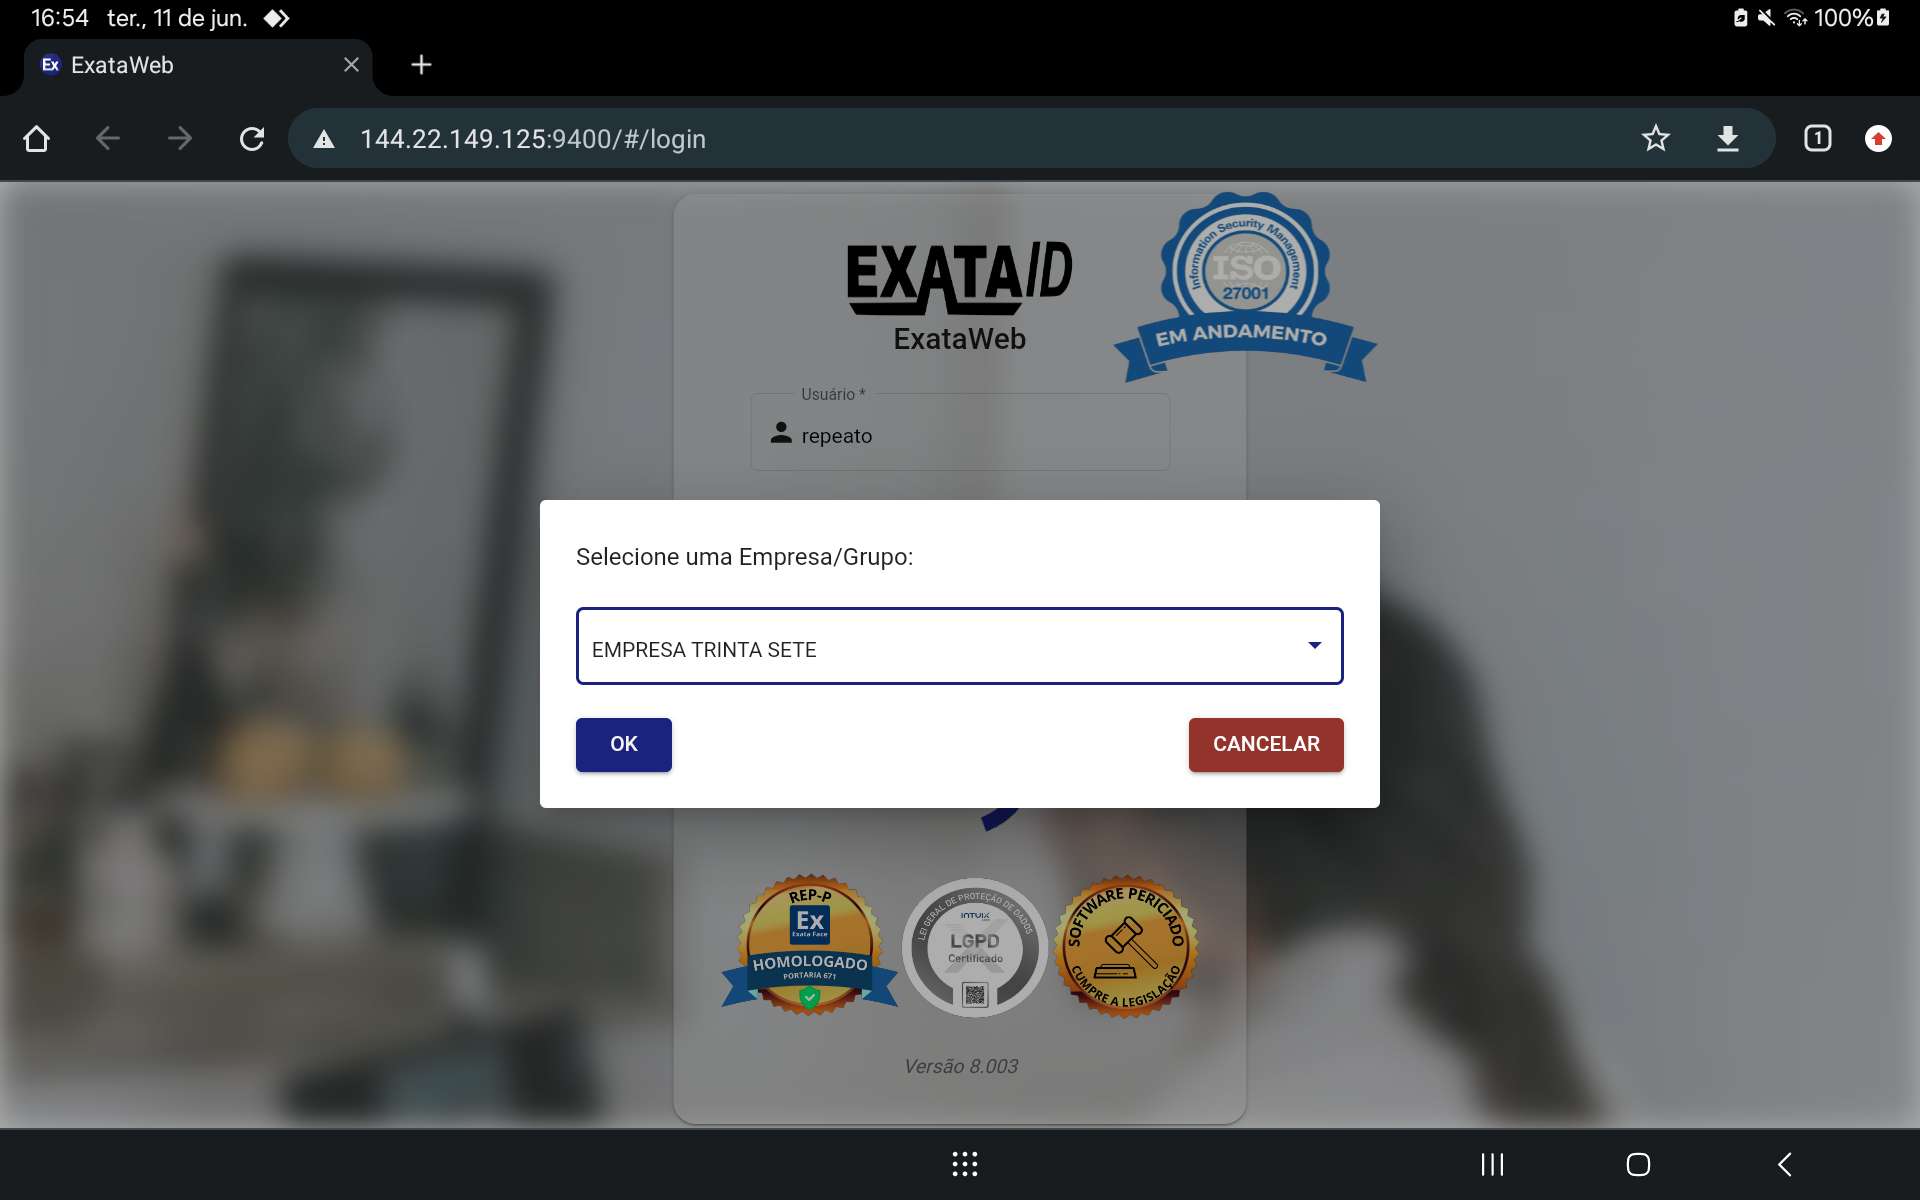 16:54 ter., 11 de jun.
100%
Ex ExataWeb
144.22.149.125:9400/#/login
1
EXATAID
ExataWeb
Information Security Management
ISO
27001
EM ANDAMENTO
Usuário *
repeato
Selecione uma Empresa/Grupo:
EMPRESA TRINTA SETE
OK
CANCELAR
REP-P
Ex
Exata Face
HOMOLOGADO
PORTARIA 671
LEI GERAL DE PROTEÇÃO DE DADOS
INTUIX
LGPD
Certificado
SOFTWARE PERICIADO
CUMPRE A LEGISLAÇÃO
Versão 8.003